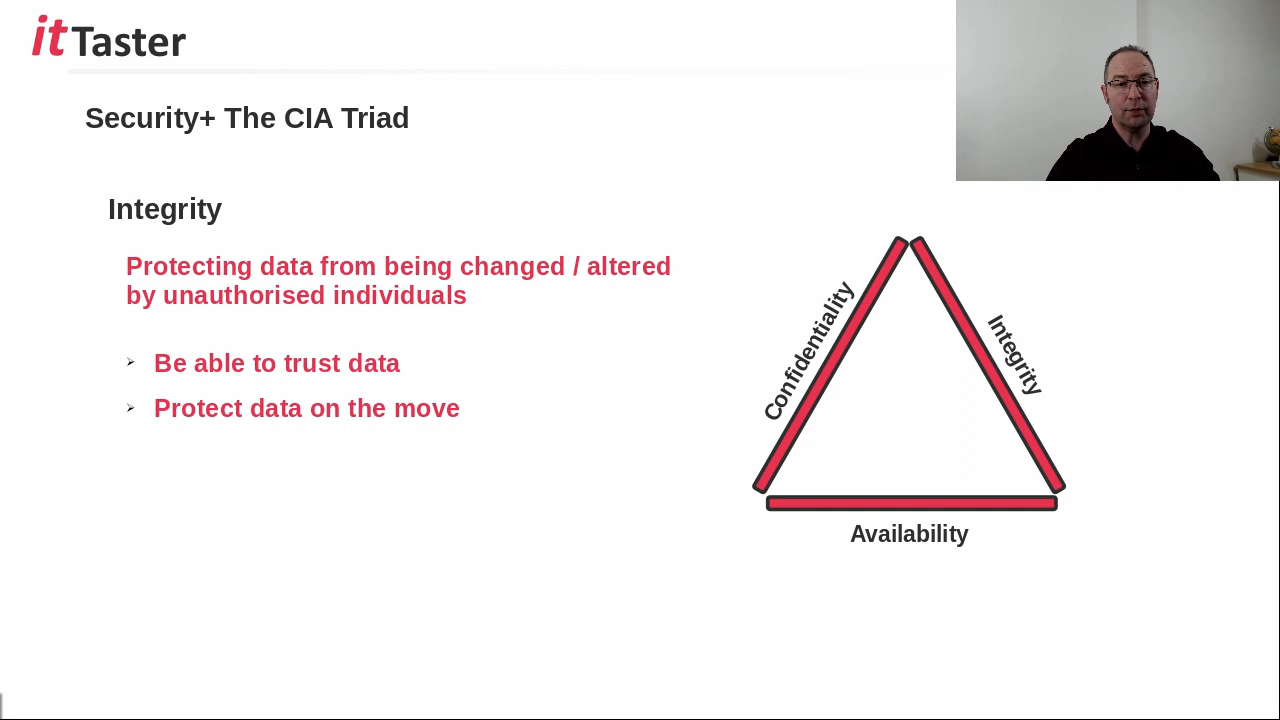 itTaster
Security+ The CIA Triad
Integrity
Protecting data from being changed / altered
by unauthorised individuals
Be able to trust data
Protect data on the move
Confidentiality
Integrity
Availability